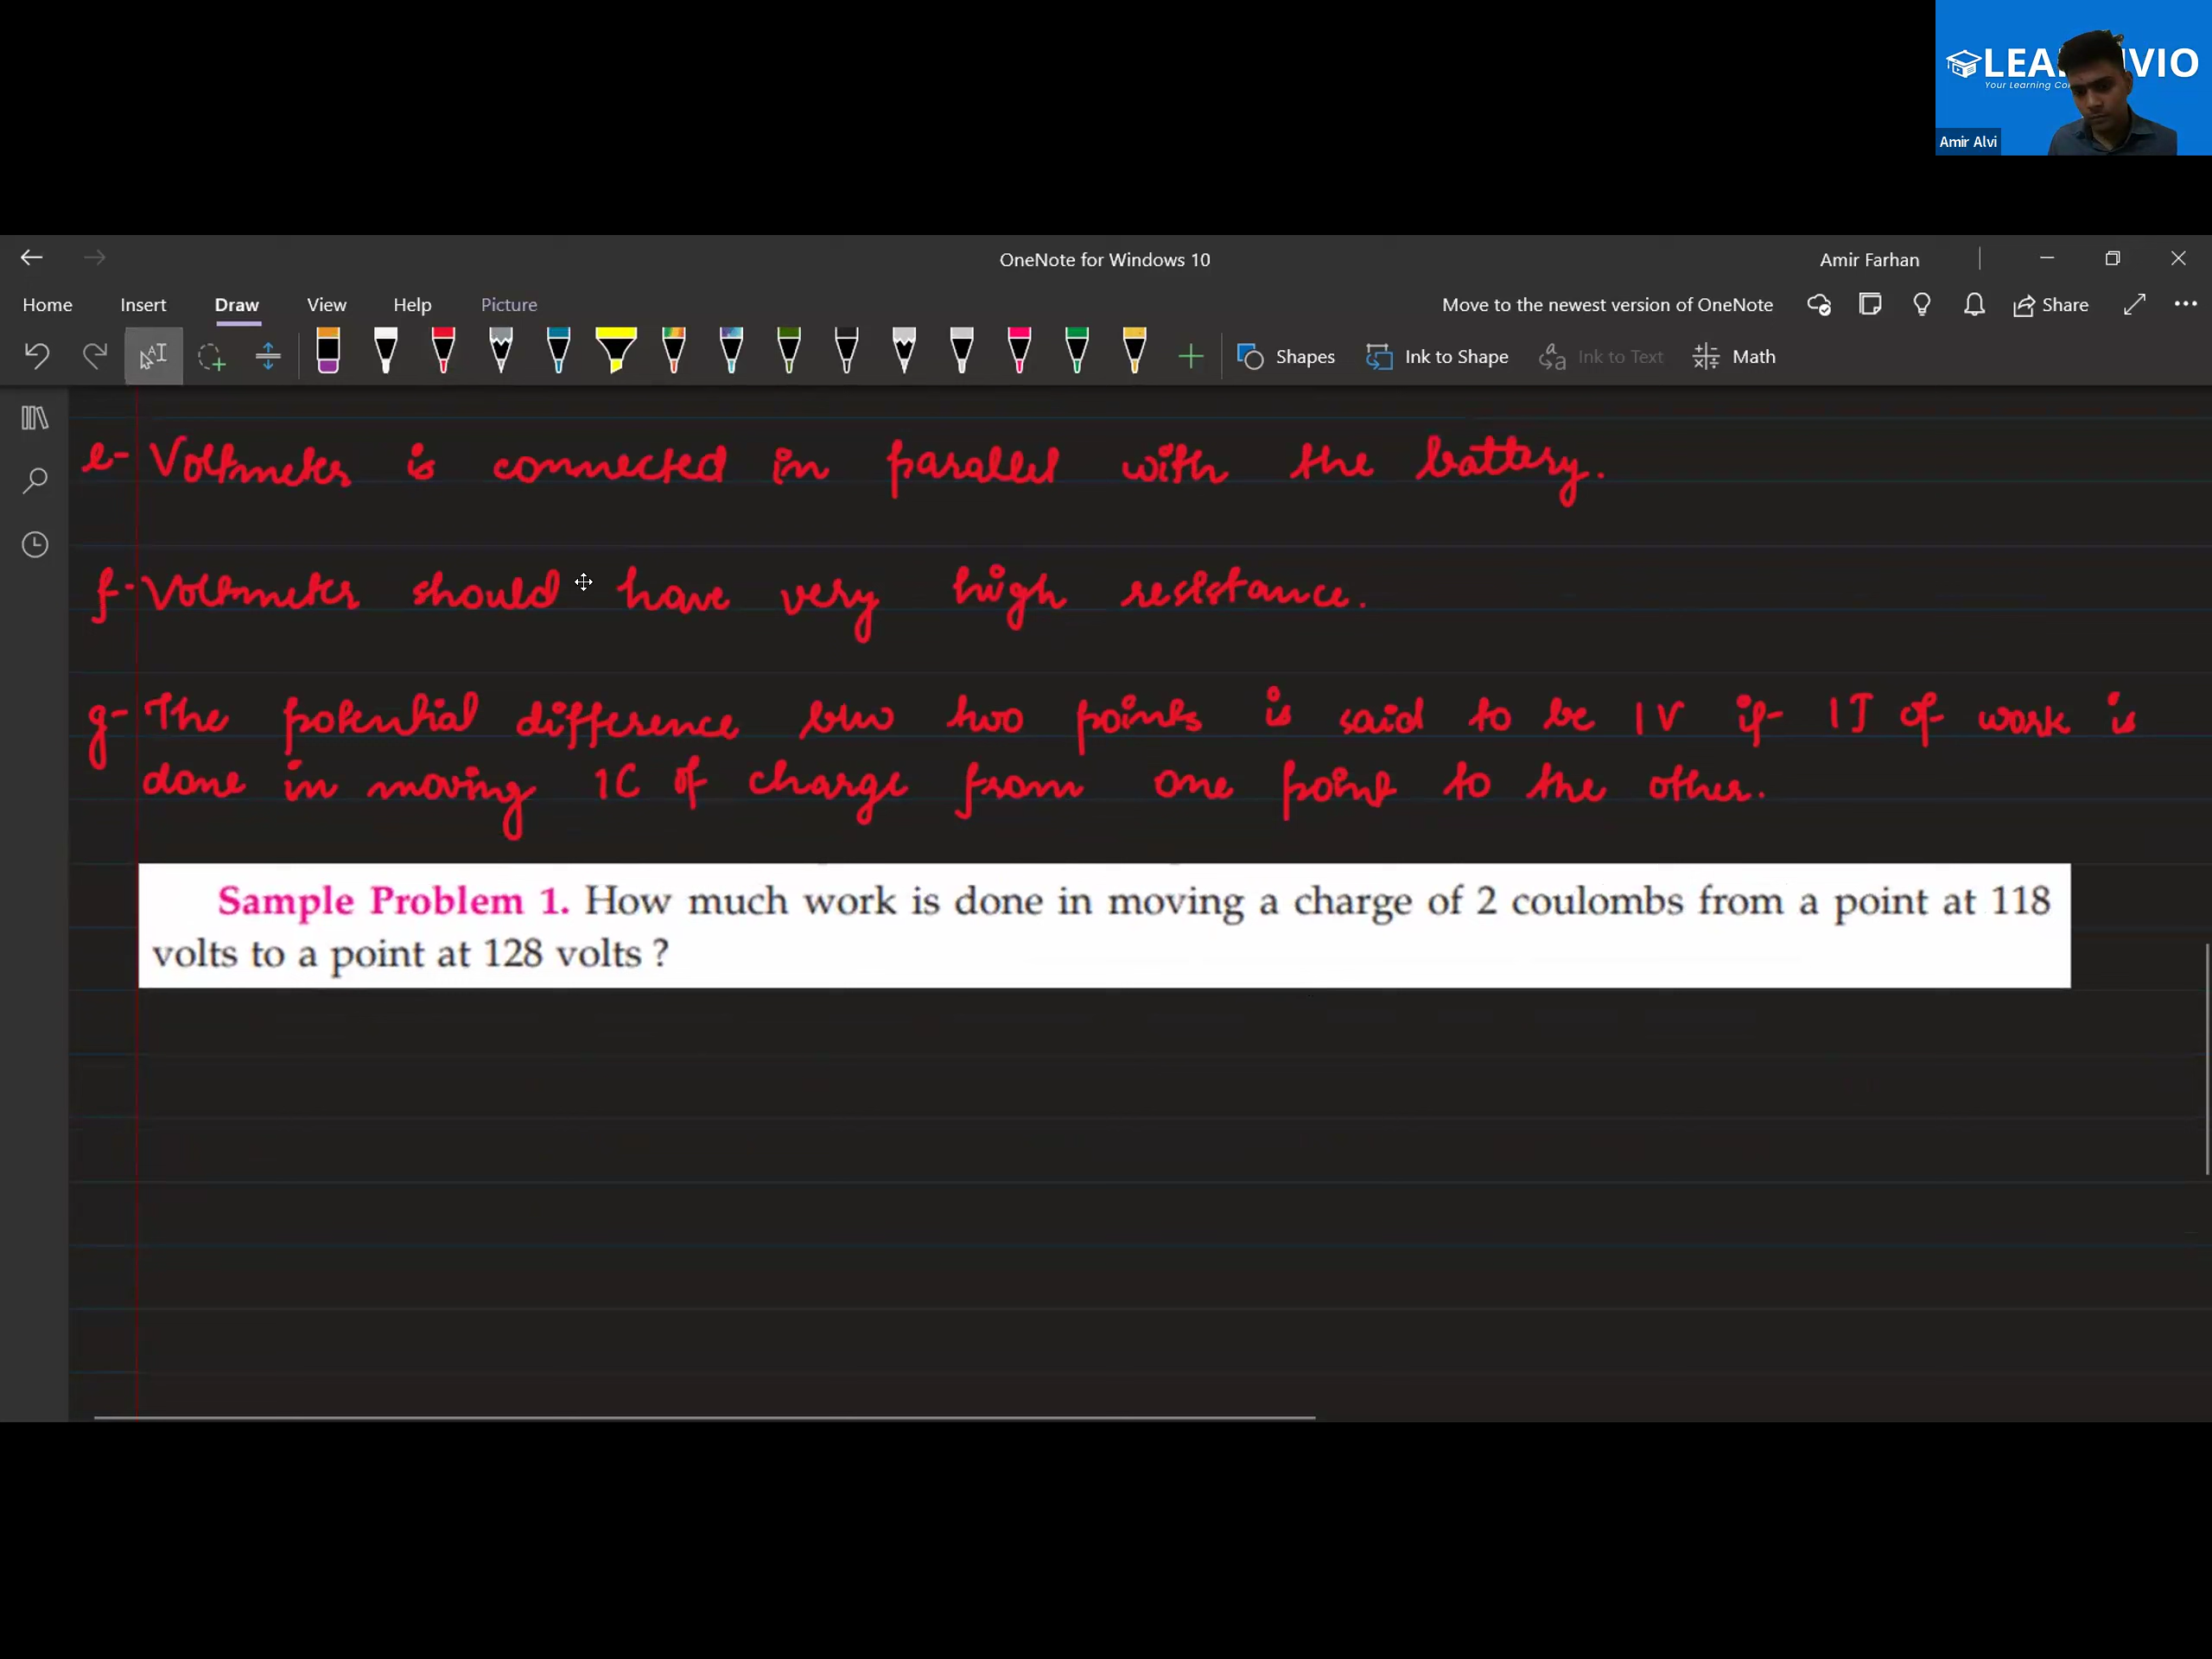 LEA VIO
Your Learning Co
Amir Alvi
OneNote for Windows 10
Amir Farhan
Home Insert Draw View Help Picture
Move to the newest version of OneNote
Share
Shapes Ink to Shape Ink to Text Math
e- Voltmeter is connected in parallel with the battery.
f- Voltmeter should have very high resistance.
g- The potential difference b/w two points is said to be 1V if 1J of work is
done in moving 1C of charge from one point to the other.
Sample Problem 1. How much work is done in moving a charge of 2 coulombs from a point at 118
volts to a point at 128 volts ?